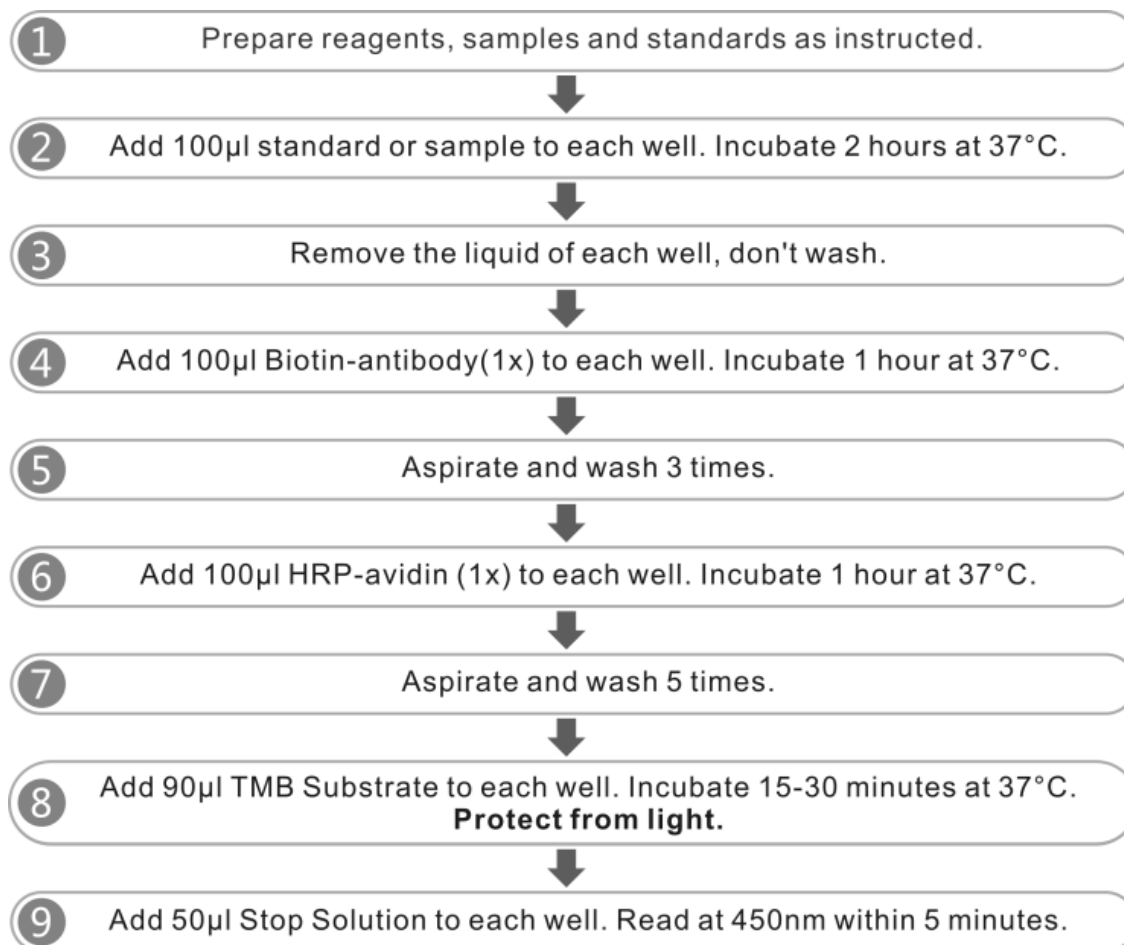 1 Prepare reagents, samples and standards as instructed.
2 Add 100µl standard or sample to each well. Incubate 2 hours at 37°C.
3 Remove the liquid of each well, don't wash.
4 Add 100µl Biotin-antibody(1x) to each well. Incubate 1 hour at 37°C.
5 Aspirate and wash 3 times.
6 Add 100µl HRP-avidin (1x) to each well. Incubate 1 hour at 37°C.
7 Aspirate and wash 5 times.
8 Add 90µl TMB Substrate to each well. Incubate 15-30 minutes at 37°C.
Protect from light.
9 Add 50µl Stop Solution to each well. Read at 450nm within 5 minutes.